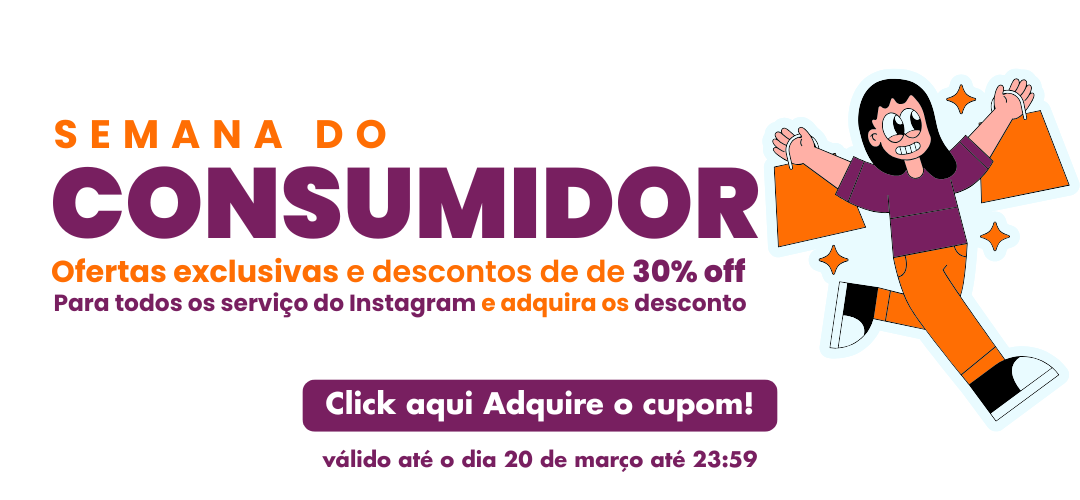 SEMANA DO
CONSUMIDOR
Ofertas exclusivas e descontos de de 30% off
Para todos os serviço do Instagram e adquira os desconto
Click aqui Adquire o cupom!
válido até o dia 20 de março até 23:59